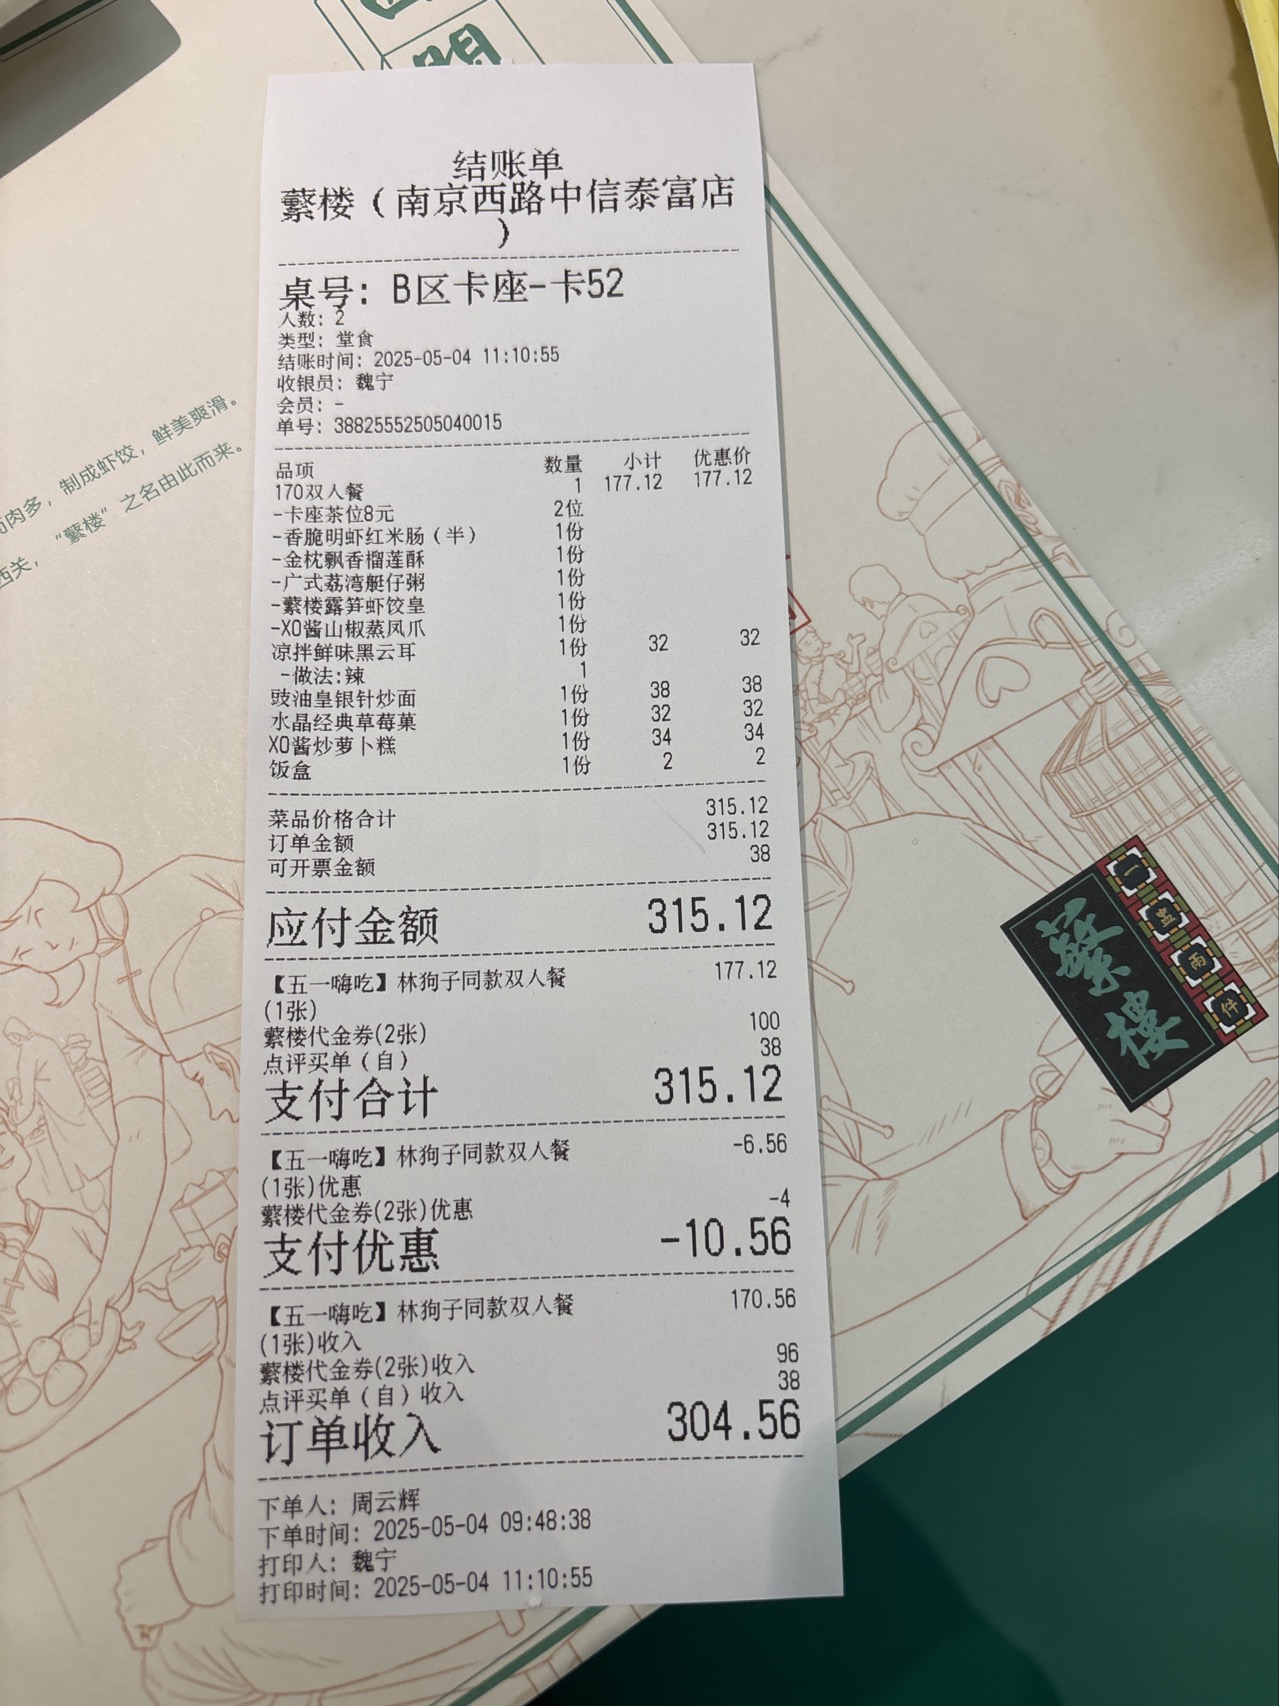 结账单
蘩楼（南京西路中信泰富店
）
桌号：B区卡座-卡52
人数：2
类型：堂食
结账时间：2025-05-04 11:10:55
收银员：魏宁
会员：-
单号：38825552505040015
品项 数量 小计 优惠价
170双人餐 1 177.12 177.12
-卡座茶位8元 2位
-香脆明虾红米肠（半） 1份
-金枕飘香榴莲酥 1份
-广式荔湾艇仔粥 1份
-蘩楼露笋虾饺皇 1份
-XO酱山椒蒸凤爪 1份
凉拌鲜味黑云耳 1份 32 32
-做法:辣 1
豉油皇银针炒面 1份 38 38
水晶经典草莓菓 1份 32 32
XO酱炒萝卜糕 1份 34 34
饭盒 1份 2 2
菜品价格合计 315.12
订单金额 315.12
可开票金额 38
应付金额 315.12
【五一嗨吃】林狗子同款双人餐 177.12
(1张)
蘩楼代金券(2张) 100
点评买单（自） 38
支付合计 315.12
【五一嗨吃】林狗子同款双人餐 -6.56
(1张)优惠
蘩楼代金券(2张)优惠 -4
支付优惠 -10.56
【五一嗨吃】林狗子同款双人餐 170.56
(1张)收入
蘩楼代金券(2张)收入 96
点评买单（自）收入 38
订单收入 304.56
下单人：周云辉
下单时间：2025-05-04 09:48:38
打印人：魏宁
打印时间：2025-05-04 11:10:55
而肉多，制成虾饺，鲜美爽滑。
西关，“蘩楼”之名由此而来。
一盅兩件
蘩樓